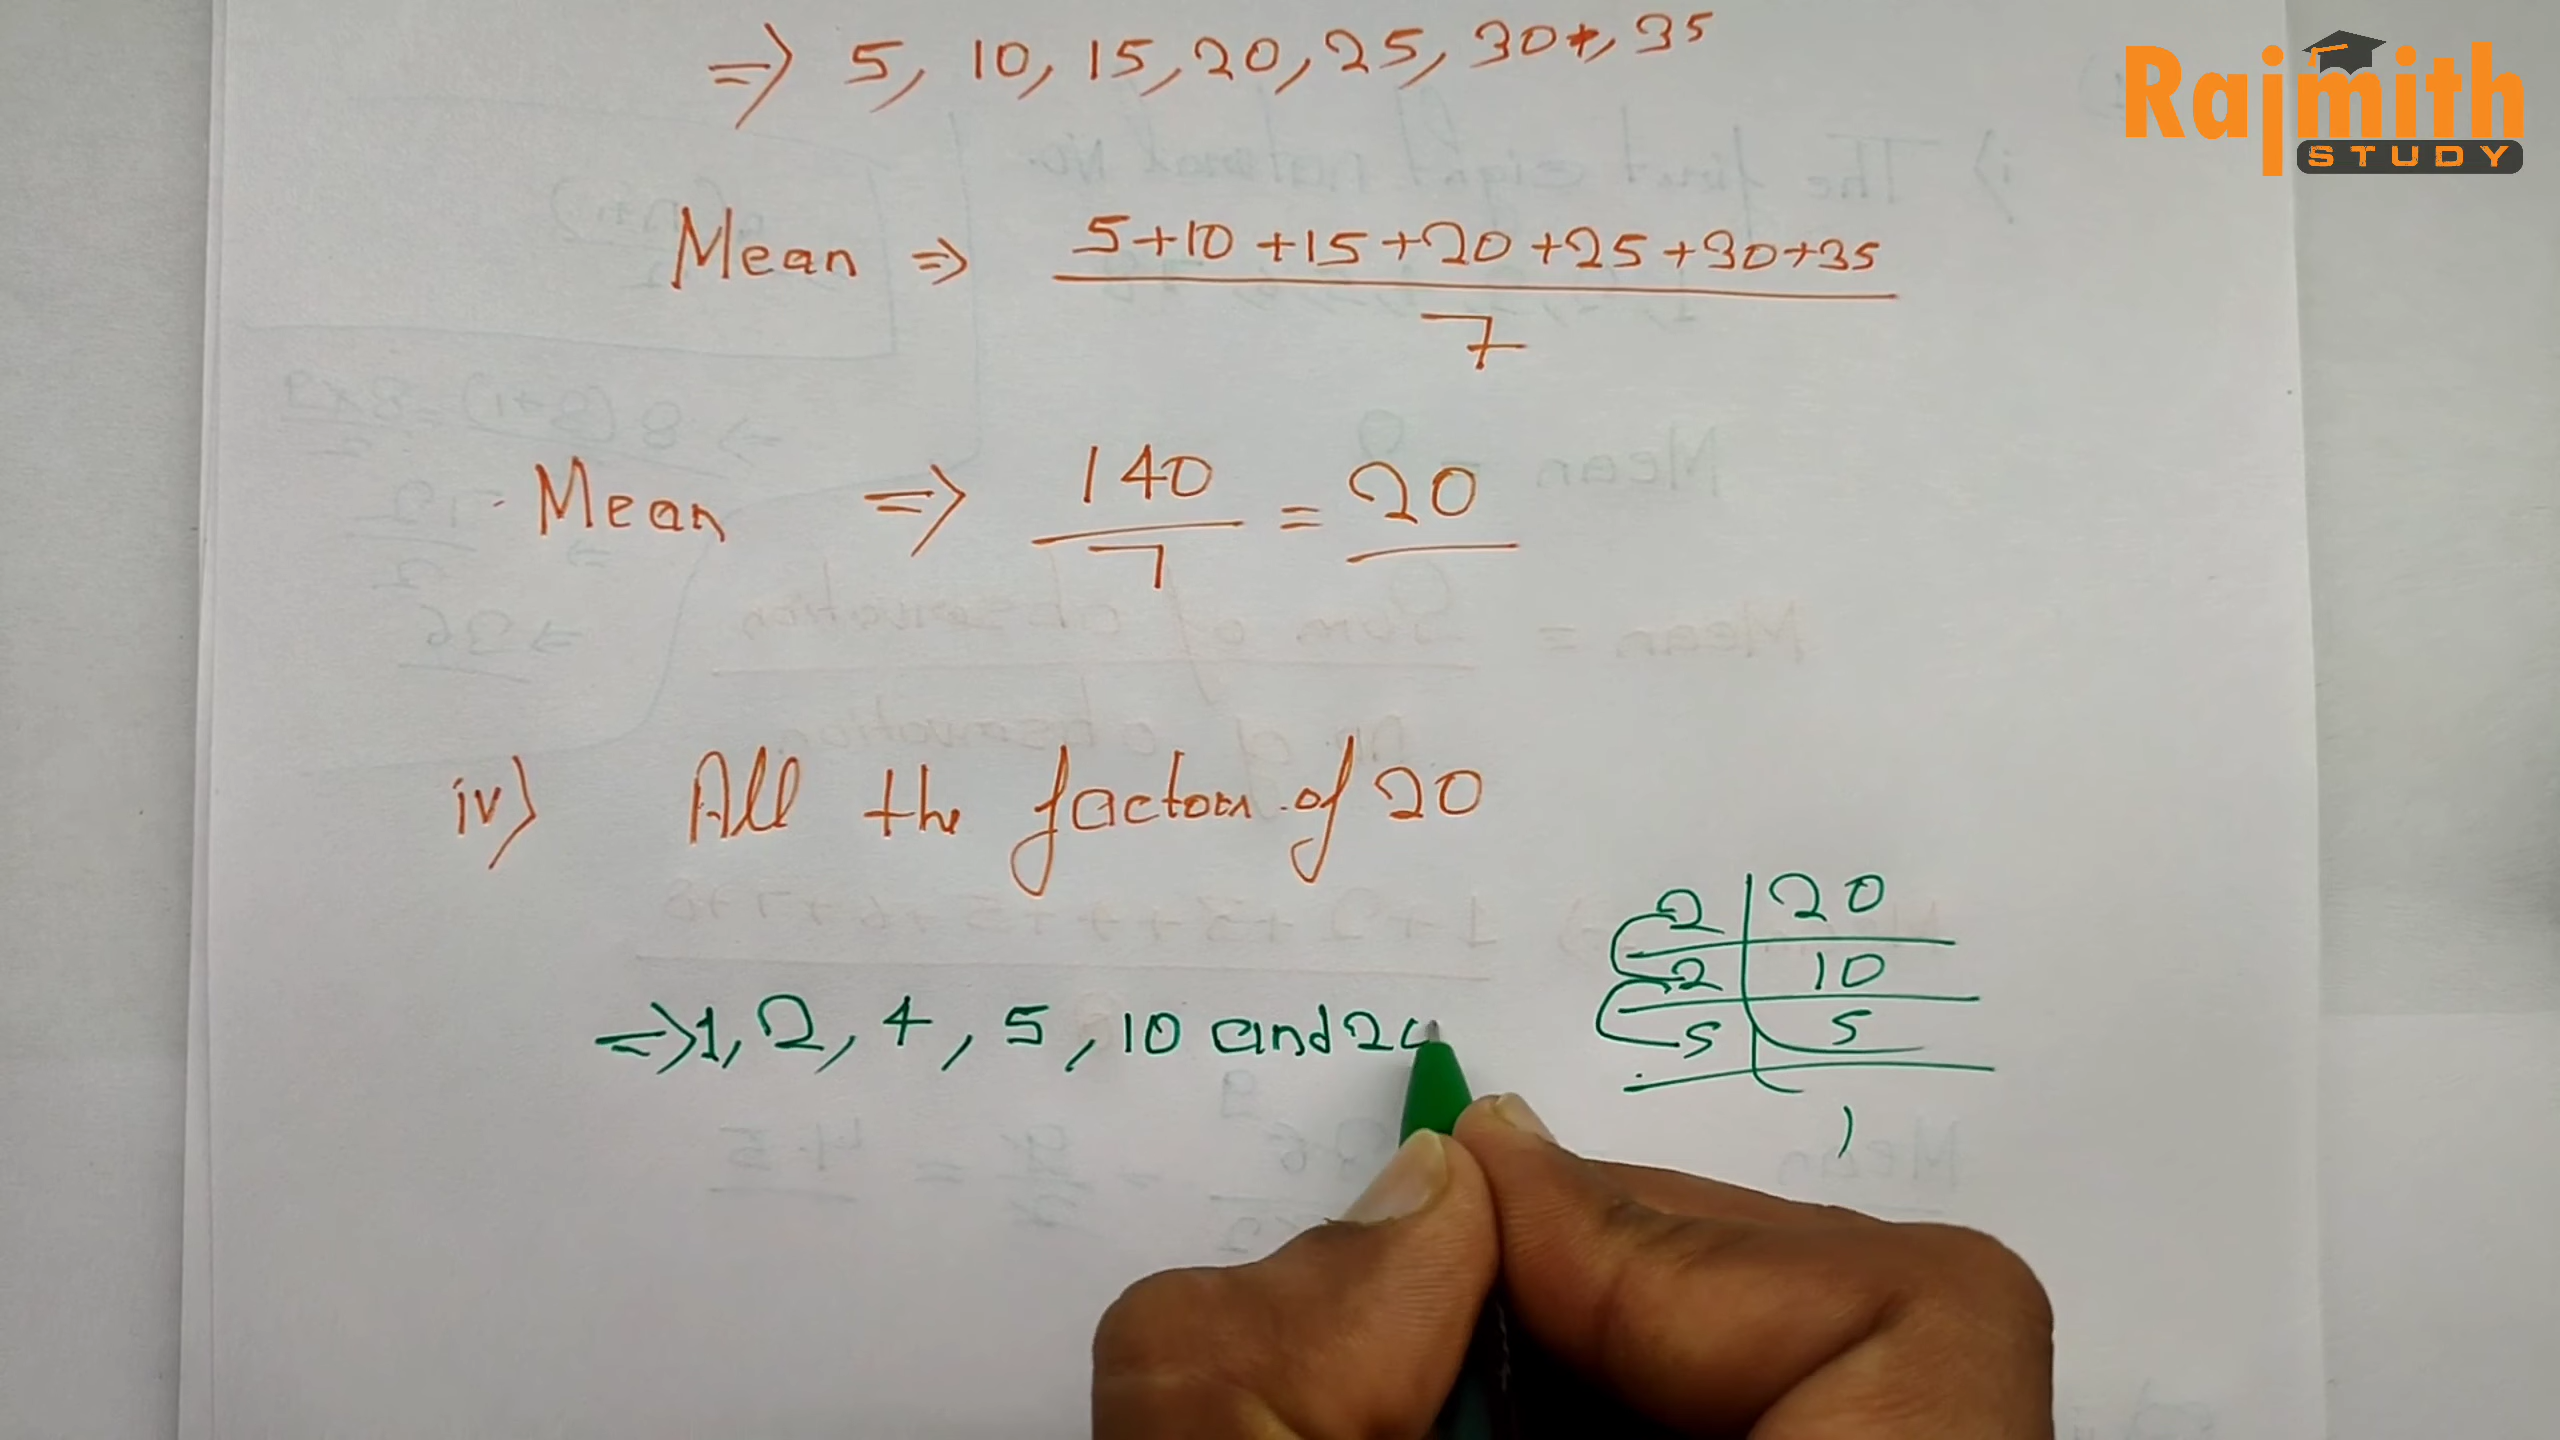 ⇒ 5, 10, 15, 20, 25, 30, 35
Rajmith
STUDY
Mean ⇒ 5+10+15+20+25+30+35
7
Mean ⇒ 140/7 = 20
iv) All the factors of 20
2 | 20
2 | 10
5 | 5
1
⇒ 1, 2, 4, 5, 10 and 20